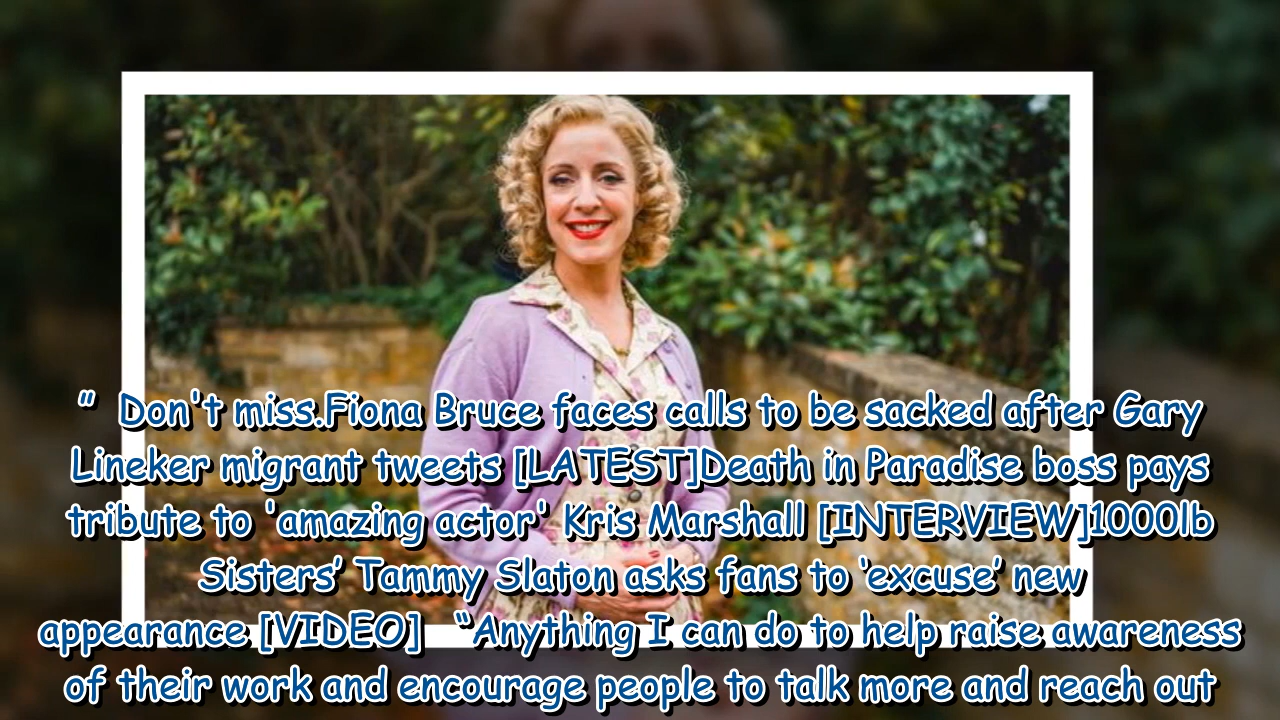 ”  Don't miss.Fiona Bruce faces calls to be sacked after Gary
Lineker migrant tweets [LATEST]Death in Paradise boss pays
tribute to 'amazing actor' Kris Marshall [INTERVIEW]1000lb
Sisters’ Tammy Slaton asks fans to ‘excuse’ new
appearance [VIDEO]   “Anything I can do to help raise awareness
of their work and encourage people to talk more and reach out